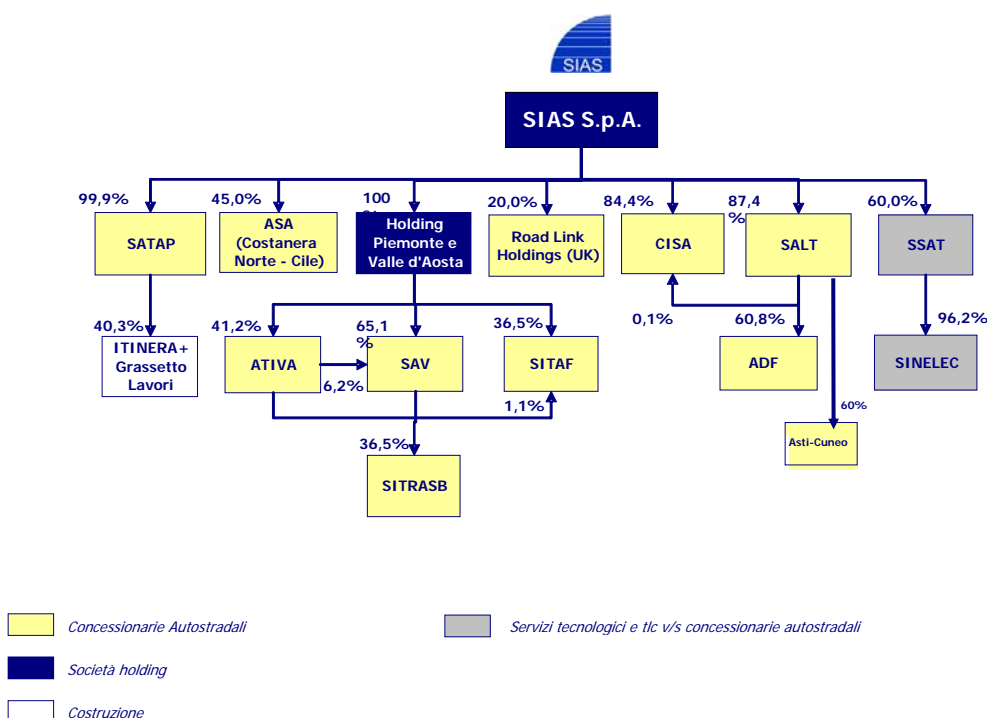 SIAS
SIAS S.p.A.
99,9%
45,0%
100
20,0%
84,4%
87,4
%
60,0%
SATAP
ASA
(Costanera
Norte - Cile)
Holding
Piemonte e
Valle d'Aosta
Road Link
Holdings (UK)
CISA
SALT
SSAT
40,3%
41,2%
65,1
%
36,5%
0,1%
60,8%
96,2%
ITINERA+
Grassetto
Lavori
ATIVA
6,2%
SAV
SITAF
1,1%
ADF
SINELEC
60%
Asti-Cuneo
36,5%
SITRASB
Concessionarie Autostradali
Servizi tecnologici e tlc v/s concessionarie autostradali
Società holding
Costruzione